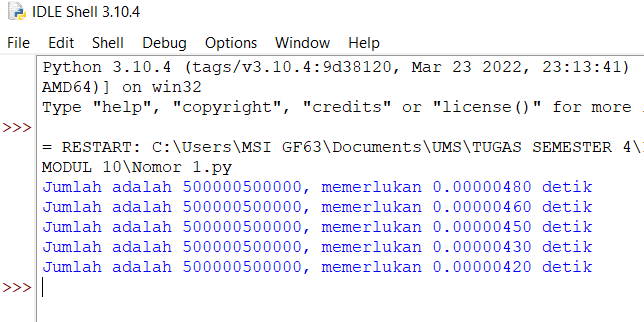 IDLE Shell 3.10.4
File Edit Shell Debug Options Window Help
Python 3.10.4 (tags/v3.10.4:9d38120, Mar 23 2022, 23:13:41)
AMD64)] on win32
Type "help", "copyright", "credits" or "license()" for more
>>>
= RESTART: C:\Users\MSI GF63\Documents\UMS\TUGAS SEMESTER 4\
MODUL 10\Nomor 1.py
Jumlah adalah 500000500000, memerlukan 0.00000480 detik
Jumlah adalah 500000500000, memerlukan 0.00000460 detik
Jumlah adalah 500000500000, memerlukan 0.00000450 detik
Jumlah adalah 500000500000, memerlukan 0.00000430 detik
Jumlah adalah 500000500000, memerlukan 0.00000420 detik
>>>